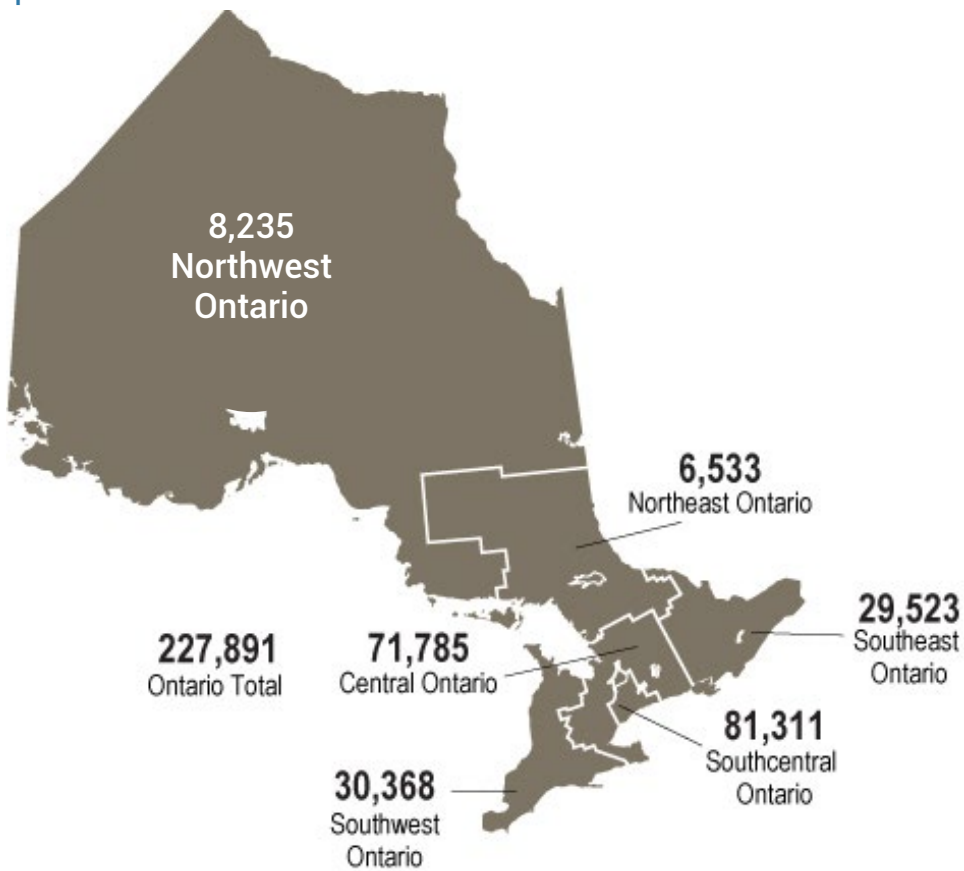 8,235
Northwest
Ontario
6,533
Northeast Ontario
29,523
Southeast
Ontario
227,891
Ontario Total
71,785
Central Ontario
81,311
Southcentral
Ontario
30,368
Southwest
Ontario